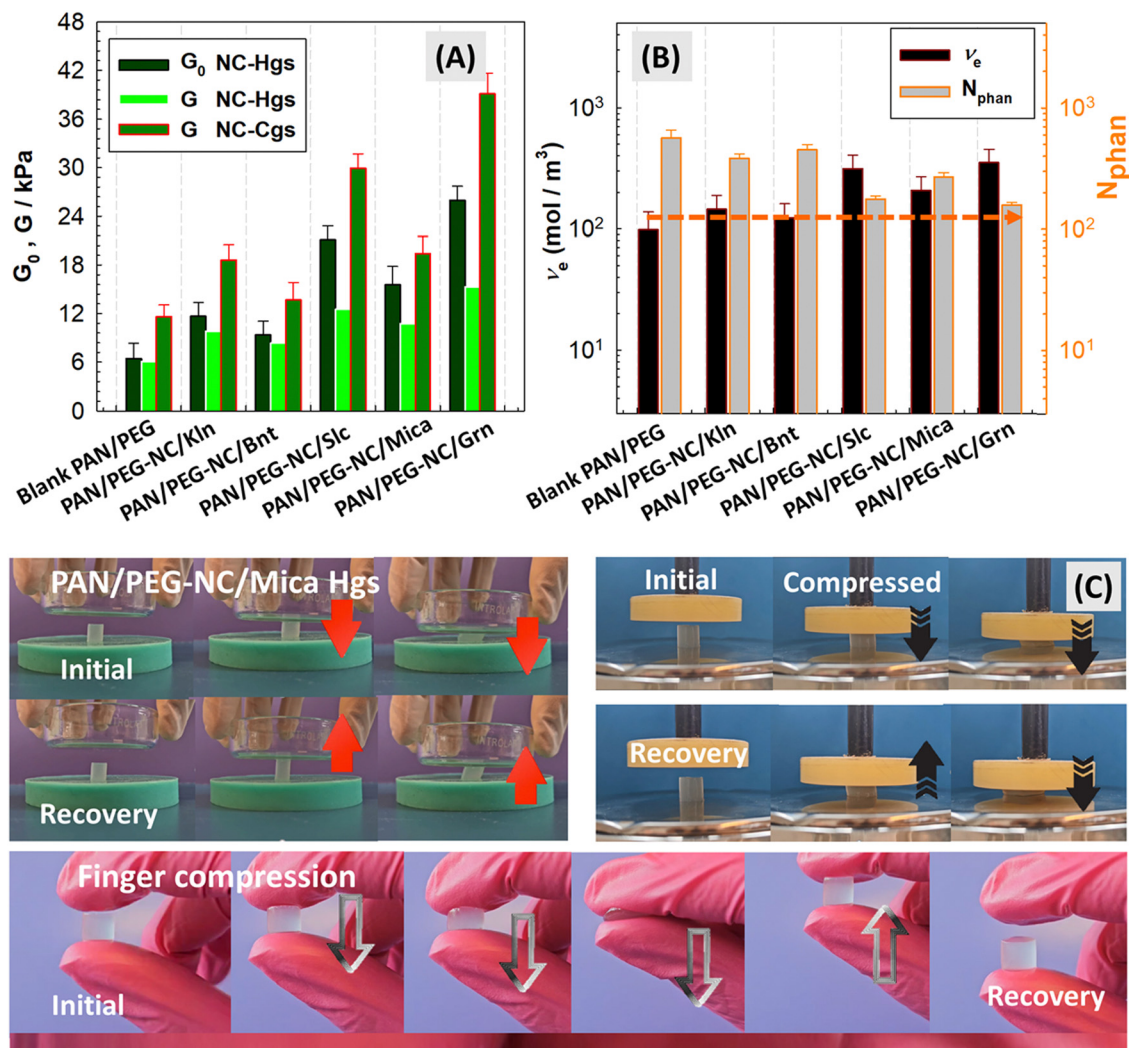 48
42
36
30
24
18
12
6
0
G₀ , G / kPa
G₀ NC-Hgs
G NC-Hgs
G NC-Cgs
(A)
Blank PAN/PEG
PAN/PEG-NC/Kln
PAN/PEG-NC/Bnt
PAN/PEG-NC/Slc
PAN/PEG-NC/Mica
PAN/PEG-NC/Grn
(B)
νₑ
Nphan
10³
10²
10¹
νₑ (mol / m³)
10³
10²
10¹
Nphan
Blank PAN/PEG
PAN/PEG-NC/Kln
PAN/PEG-NC/Bnt
PAN/PEG-NC/Slc
PAN/PEG-NC/Mica
PAN/PEG-NC/Grn
PAN/PEG-NC/Mica Hgs
Initial
Recovery
Initial
Compressed
(C)
Recovery
Finger compression
Initial
Recovery